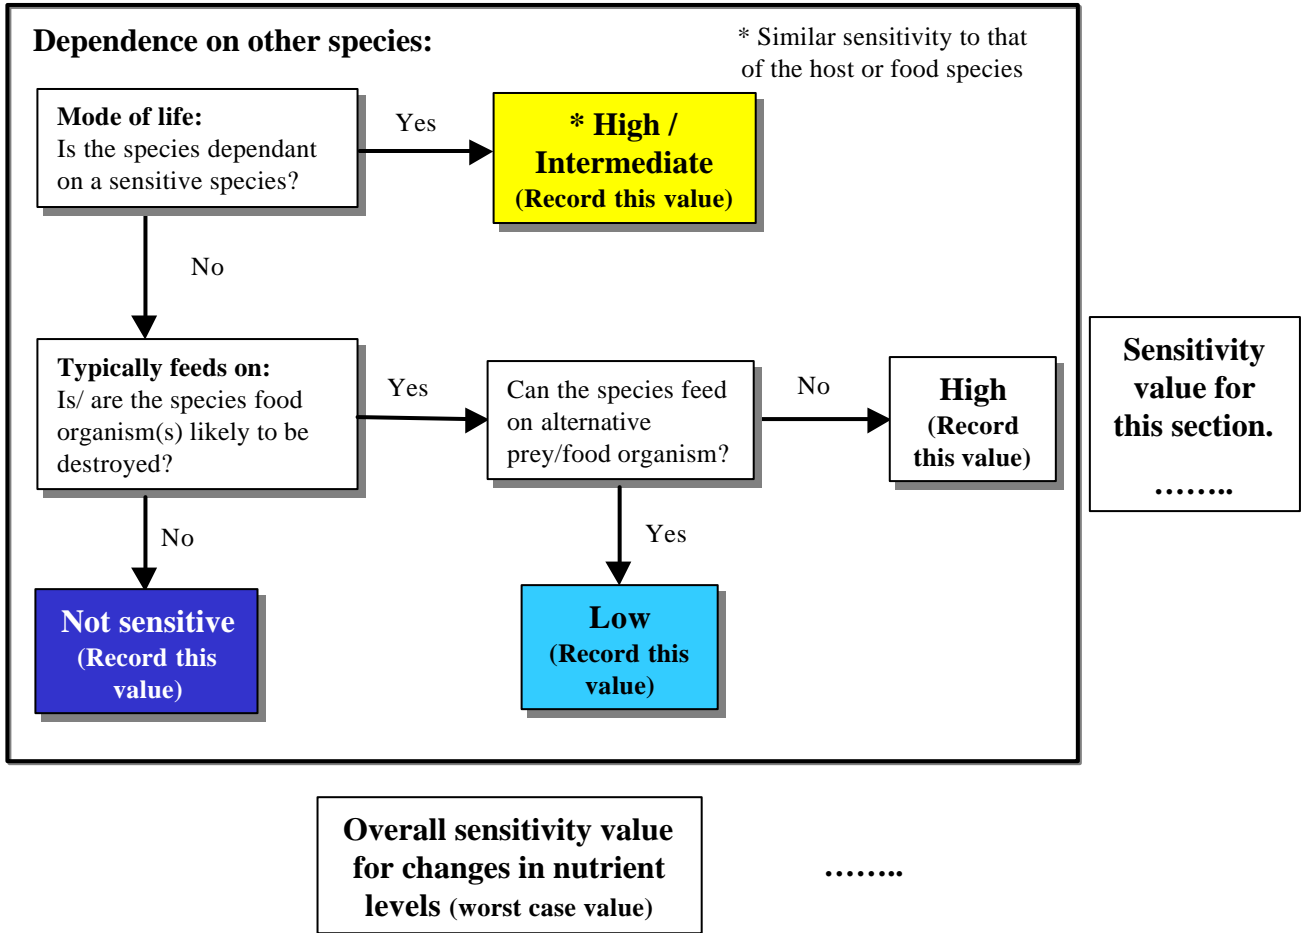 Dependence on other species:
* Similar sensitivity to that
of the host or food species
Mode of life:
Is the species dependant
on a sensitive species?
Yes
* High /
Intermediate
(Record this value)
No
Typically feeds on:
Is/ are the species food
organism(s) likely to be
destroyed?
Yes
Can the species feed
on alternative
prey/food organism?
No
High
(Record
this value)
Sensitivity
value for
this section.
……..
No
Yes
Not sensitive
(Record this
value)
Low
(Record this
value)
Overall sensitivity value
for changes in nutrient
levels (worst case value)
……..